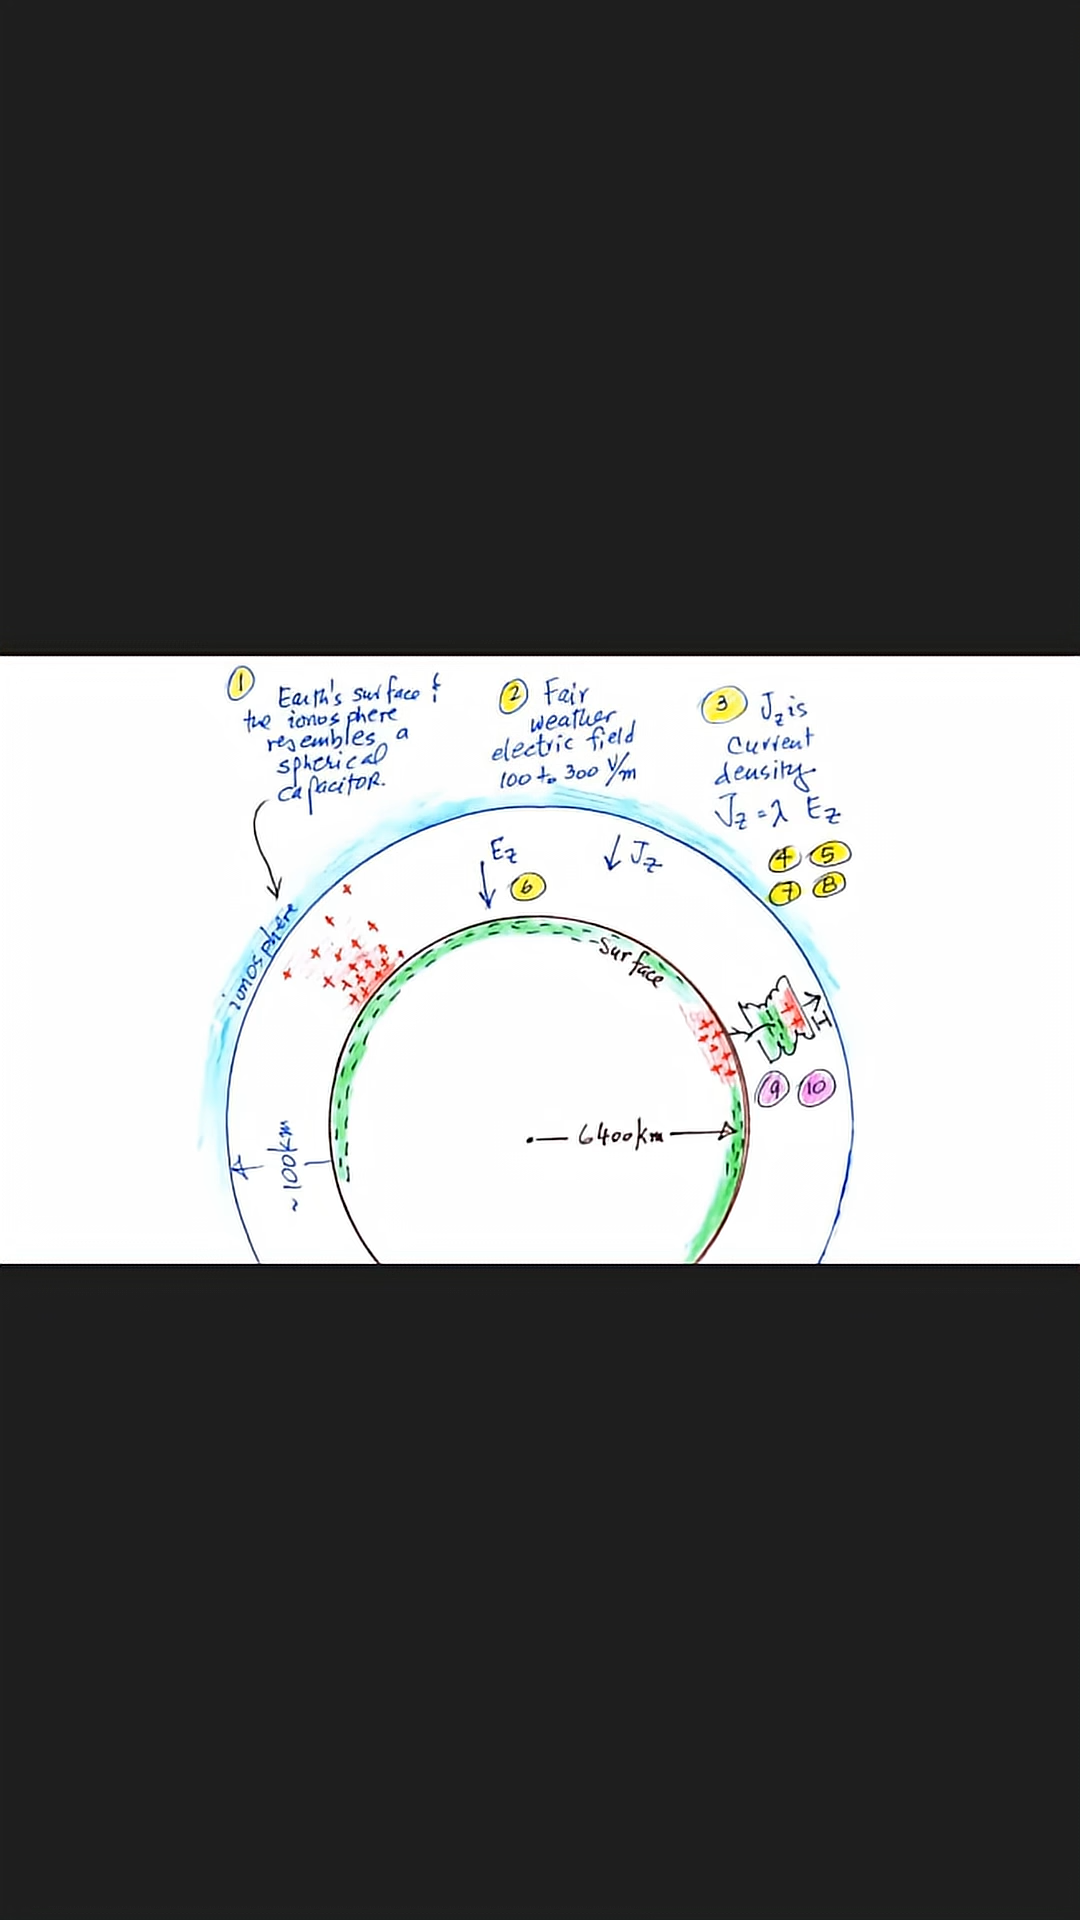 1
Earth's surface &
the ionosphere
resembles a
spherical
capacitor.
2 Fair
weather
electric field
100 to 300 V/m
3 Jz is
current
density
Jz = λ Ez
4 5
7 8
Ez
6
Jz
ionosphere
surface
I
9 10
6400km
~100km